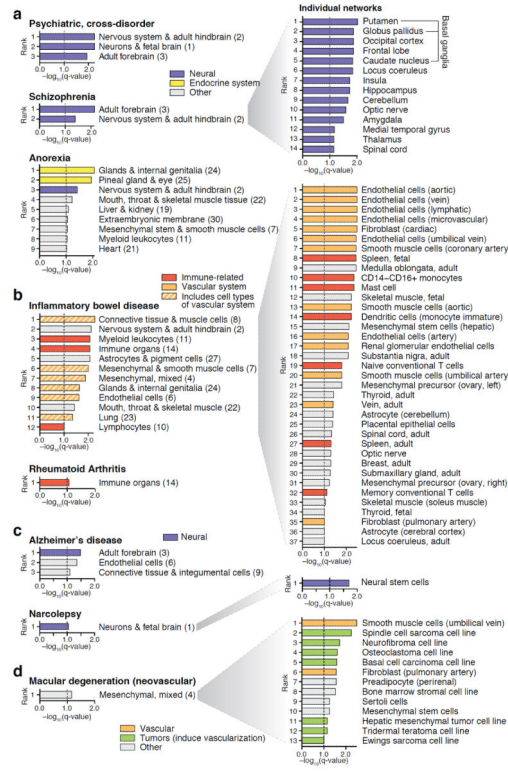 a
Psychiatric, cross-disorder
Rank
1 Nervous system & adult hindbrain (2)
2 Neurons & fetal brain (1)
3 Adult forebrain (3)
0.0 1.0 2.0
−log10(q-value)
Neural
Endocrine system
Other
Schizophrenia
Rank
1 Adult forebrain (3)
2 Nervous system & adult hindbrain (2)
0.0 1.0 2.0
−log10(q-value)
Individual networks
Rank
1 Putamen
2 Globus pallidus
3 Occipital cortex
4 Frontal lobe
5 Caudate nucleus
Basal ganglia
6 Locus coeruleus
7 Insula
8 Hippocampus
9 Cerebellum
10 Optic nerve
11 Amygdala
12 Medial temporal gyrus
13 Thalamus
14 Spinal cord
0.0 1.0 2.0
−log10(q-value)
Anorexia
Rank
1 Glands & internal genitalia (24)
2 Pineal gland & eye (25)
3 Nervous system & adult hindbrain (2)
4 Mouth, throat & skeletal muscle tissue (22)
5 Liver & kidney (19)
6 Extraembryonic membrane (30)
7 Mesenchymal stem & smooth muscle cells (7)
8 Myeloid leukocytes (11)
9 Heart (21)
0.0 1.0 2.0
−log10(q-value)
Immune-related
Vascular system
Includes cell types
of vascular system
b
Inflammatory bowel disease
Rank
1 Connective tissue & muscle cells (8)
2 Nervous system & adult hindbrain (2)
3 Myeloid leukocytes (11)
4 Immune organs (14)
5 Astrocytes & pigment cells (27)
6 Mesenchymal & smooth muscle cells (7)
7 Mesenchymal, mixed (4)
8 Glands & internal genitalia (24)
9 Endothelial cells (6)
10 Mouth, throat & skeletal muscle (22)
11 Lung (23)
12 Lymphocytes (10)
0.0 1.0 2.0
−log10(q-value)
Rheumatoid Arthritis
Rank
1 Immune organs (14)
0.0 1.0 2.0
−log10(q-value)
Rank
1 Endothelial cells (aortic)
2 Endothelial cells (vein)
3 Endothelial cells (lymphatic)
4 Endothelial cells (microvascular)
5 Fibroblast (cardiac)
6 Endothelial cells (umbilical vein)
7 Smooth muscle cells (coronary artery)
8 Spleen, fetal
9 Medulla oblongata, adult
10 CD14−CD16+ monocytes
11 Mast cell
12 Skeletal muscle, fetal
13 Smooth muscle cells (aortic)
14 Dendritic cells (monocyte immature)
15 Mesenchymal stem cells (hepatic)
16 Endothelial cells (artery)
17 Renal glomerular endothelial cells
18 Substantia nigra, adult
19 Naive conventional T cells
20 Smooth muscle cells (umbilical artery)
21 Mesenchymal precursor (ovary, left)
22 Thyroid, adult
23 Vein, adult
24 Astrocyte (cerebellum)
25 Placental epithelial cells
26 Spinal cord, adult
27 Spleen, adult
28 Optic nerve
29 Breast, adult
30 Submaxillary gland, adult
31 Mesenchymal precursor (ovary, right)
32 Memory conventional T cells
33 Skeletal muscle (soleus muscle)
34 Thyroid, fetal
35 Fibroblast (pulmonary artery)
36 Astrocyte (cerebral cortex)
37 Locus coeruleus, adult
0.0 1.0 2.0
−log10(q-value)
c
Alzheimer's disease
Neural
Rank
1 Adult forebrain (3)
2 Endothelial cells (6)
3 Connective tissue & integumental cells (9)
0.0 1.0 2.0
−log10(q-value)
Narcolepsy
Rank
1 Neurons & fetal brain (1)
0.0 1.0 2.0
−log10(q-value)
Rank
1 Neural stem cells
0.0 1.0 2.0
−log10(q-value)
d
Macular degeneration (neovascular)
Rank
1 Mesenchymal, mixed (4)
0.0 1.0 2.0
−log10(q-value)
Vascular
Tumors (induce vascularization)
Other
Rank
1 Smooth muscle cells (umbilical vein)
2 Spindle cell sarcoma cell line
3 Neurofibroma cell line
4 Osteoclastoma cell line
5 Basal cell carcinoma cell line
6 Fibroblast (pulmonary artery)
7 Preadipocyte (perirenal)
8 Bone marrow stromal cell line
9 Sertoli cells
10 Mesenchymal stem cells
11 Hepatic mesenchymal tumor cell line
12 Tridermal teratoma cell line
13 Ewings sarcoma cell line
0.0 1.0 2.0
−log10(q-value)